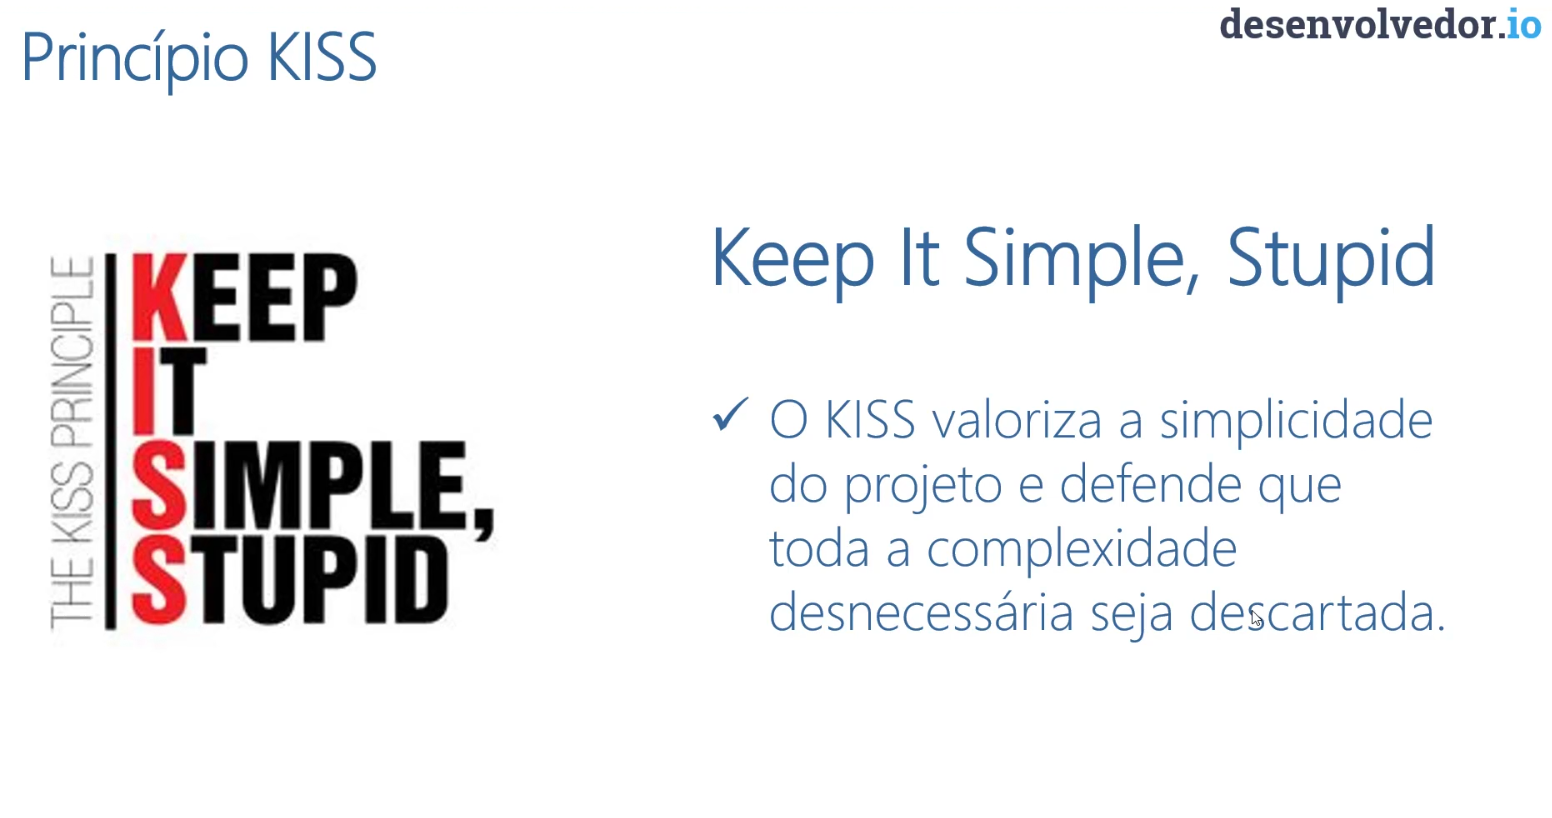 Princípio KISS
desenvolvedor.io
THE KISS PRINCIPLE
KEEP
IT
SIMPLE,
STUPID
Keep It Simple, Stupid
✓ O KISS valoriza a simplicidade
do projeto e defende que
toda a complexidade
desnecessária seja descartada.